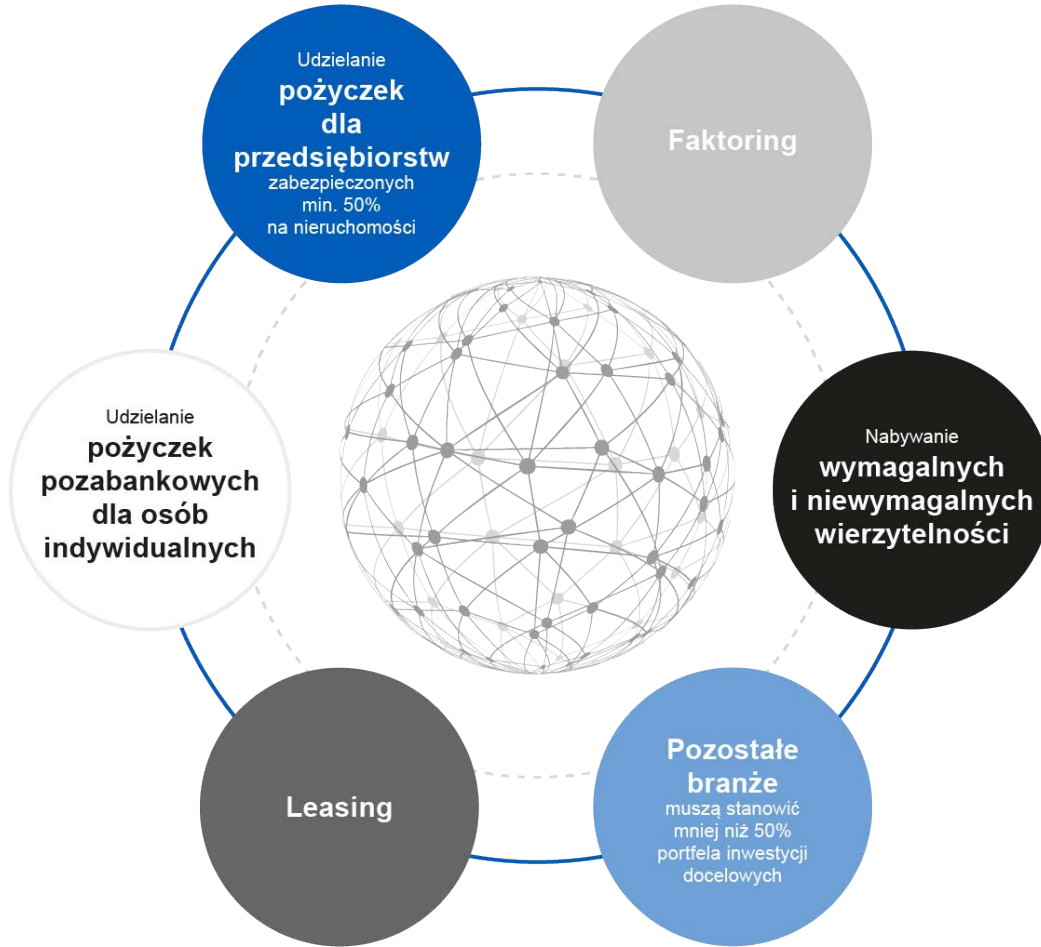 Udzielanie
pożyczek
dla
przedsiębiorstw
zabezpieczonych
min. 50%
na nieruchomości
Faktoring
Udzielanie
pożyczek
pozabankowych
dla osób
indywidualnych
Nabywanie
wymagalnych
i niewymagalnych
wierzytelności
Leasing
Pozostałe
branże
muszą stanowić
mniej niż 50%
portfela inwestycji
docelowych